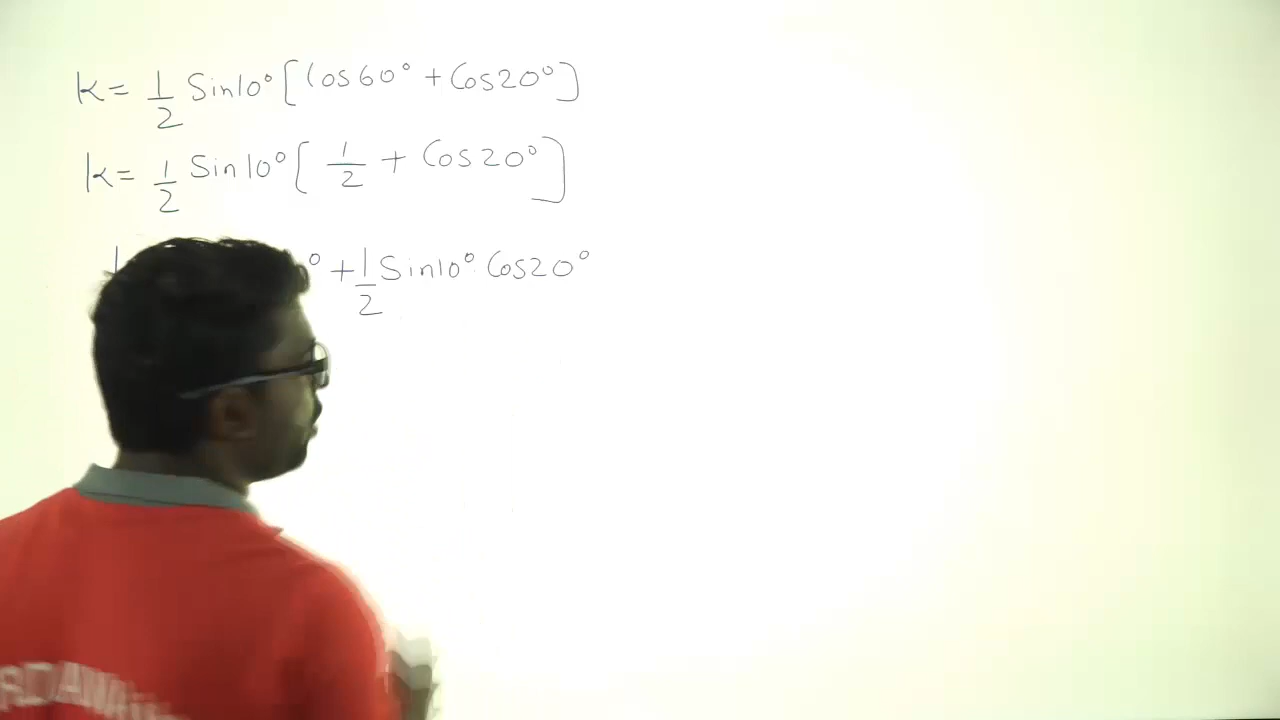 k = 1/2 Sin10° [Cos60° + Cos20°]
k = 1/2 Sin10° [ 1/2 + Cos20° ]
° + 1/2 Sin10° Cos20°